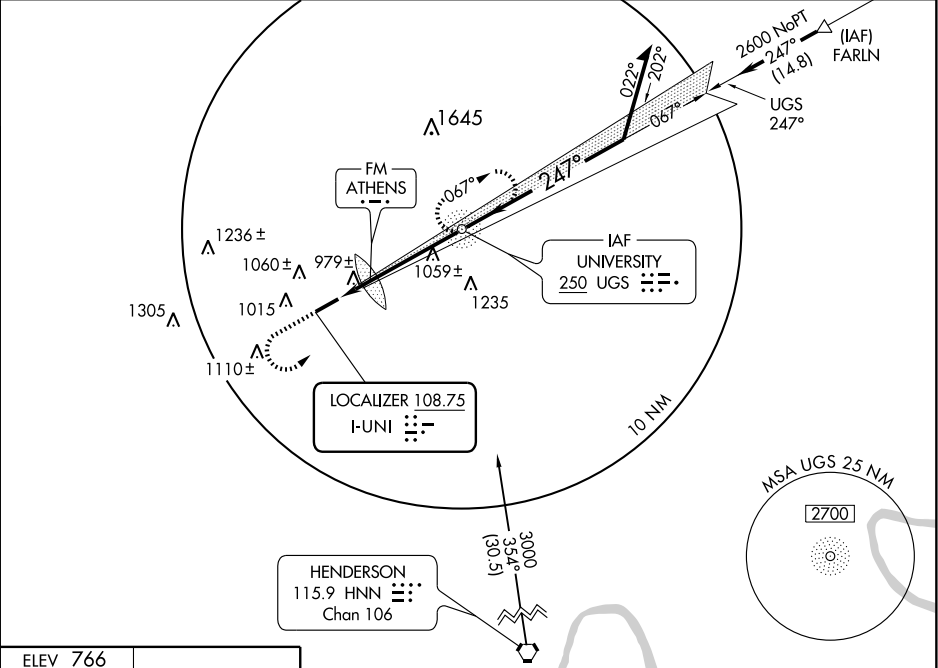 2600 NoPT
247°
(14.8)
(IAF)
FARLN
022°
202°
067°
UGS
247°
1645
FM
ATHENS
067°
247°
1236±
1060±
979±
1059±
1235
1015
1305
1110±
IAF
UNIVERSITY
250 UGS
LOCALIZER 108.75
I-UNI
10 NM
MSA UGS 25 NM
2700
3000
354°
(30.5)
HENDERSON
115.9 HNN
Chan 106
ELEV 766